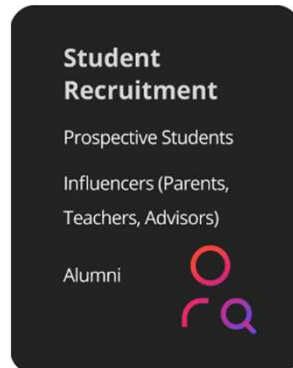 Student
Recruitment
Prospective Students
Influencers (Parents,
Teachers, Advisors)
Alumni